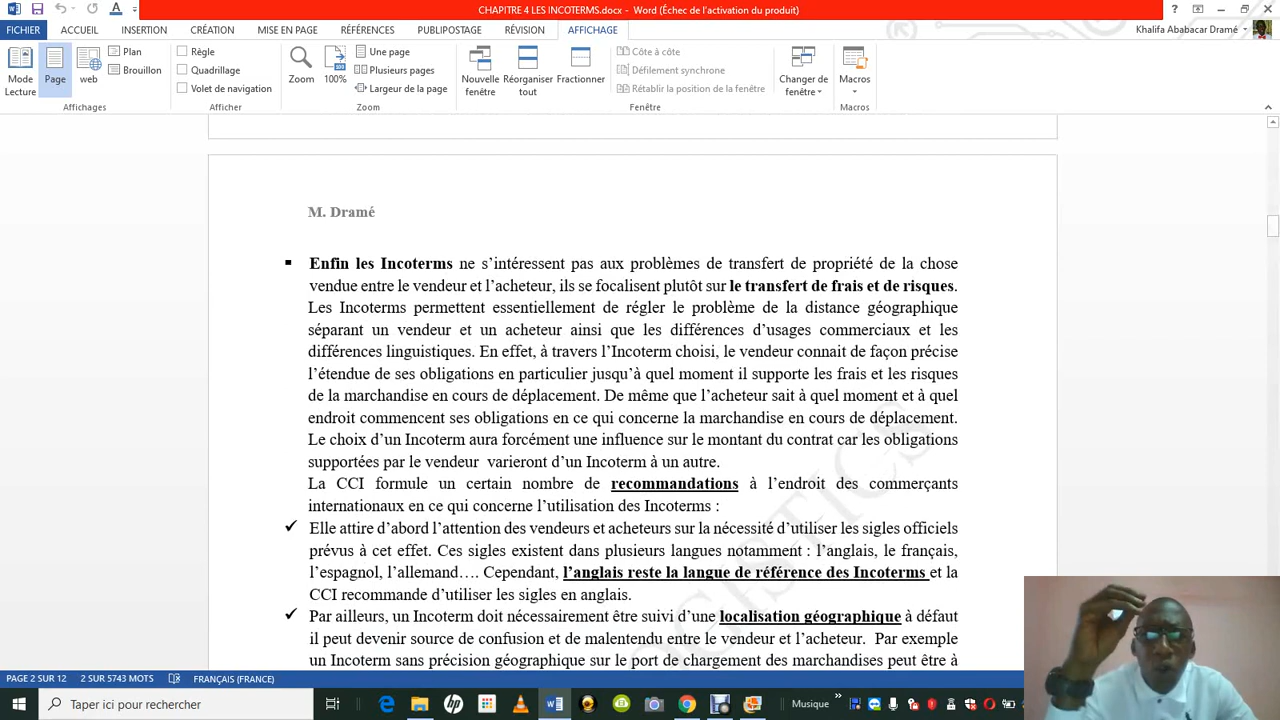 CHAPITRE 4 LES INCOTERMS.docx - Word (Échec de l'activation du produit)
FICHIER ACCUEIL INSERTION CRÉATION MISE EN PAGE RÉFÉRENCES PUBLIPOSTAGE RÉVISION AFFICHAGE Khalifa Ababacar Dramé
Mode Lecture
Page
web
Plan
Brouillon
Affichages
Règle
Quadrillage
Volet de navigation
Afficher
Zoom
100%
Une page
Plusieurs pages
Largeur de la page
Zoom
Nouvelle fenêtre
Réorganiser tout
Fractionner
Côte à côte
Défilement synchrone
Rétablir la position de la fenêtre
Changer de fenêtre
Fenêtre
Macros
Macros
M. Dramé
Enfin les Incoterms ne s’intéressent pas aux problèmes de transfert de propriété de la chose
vendue entre le vendeur et l’acheteur, ils se focalisent plutôt sur le transfert de frais et de risques.
Les Incoterms permettent essentiellement de régler le problème de la distance géographique
séparant un vendeur et un acheteur ainsi que les différences d’usages commerciaux et les
différences linguistiques. En effet, à travers l’Incoterm choisi, le vendeur connait de façon précise
l’étendue de ses obligations en particulier jusqu’à quel moment il supporte les frais et les risques
de la marchandise en cours de déplacement. De même que l’acheteur sait à quel moment et à quel
endroit commencent ses obligations en ce qui concerne la marchandise en cours de déplacement.
Le choix d’un Incoterm aura forcément une influence sur le montant du contrat car les obligations
supportées par le vendeur varieront d’un Incoterm à un autre.
La CCI formule un certain nombre de recommandations à l’endroit des commerçants
internationaux en ce qui concerne l’utilisation des Incoterms :
✓ Elle attire d’abord l’attention des vendeurs et acheteurs sur la nécessité d’utiliser les sigles officiels
prévus à cet effet. Ces sigles existent dans plusieurs langues notamment : l’anglais, le français,
l’espagnol, l’allemand…. Cependant, l’anglais reste la langue de référence des Incoterms et la
CCI recommande d’utiliser les sigles en anglais.
✓ Par ailleurs, un Incoterm doit nécessairement être suivi d’une localisation géographique à défaut
il peut devenir source de confusion et de malentendu entre le vendeur et l’acheteur. Par exemple
un Incoterm sans précision géographique sur le port de chargement des marchandises peut être à
PAGE 2 SUR 12 2 SUR 5743 MOTS FRANÇAIS (FRANCE)
Taper ici pour rechercher
Musique